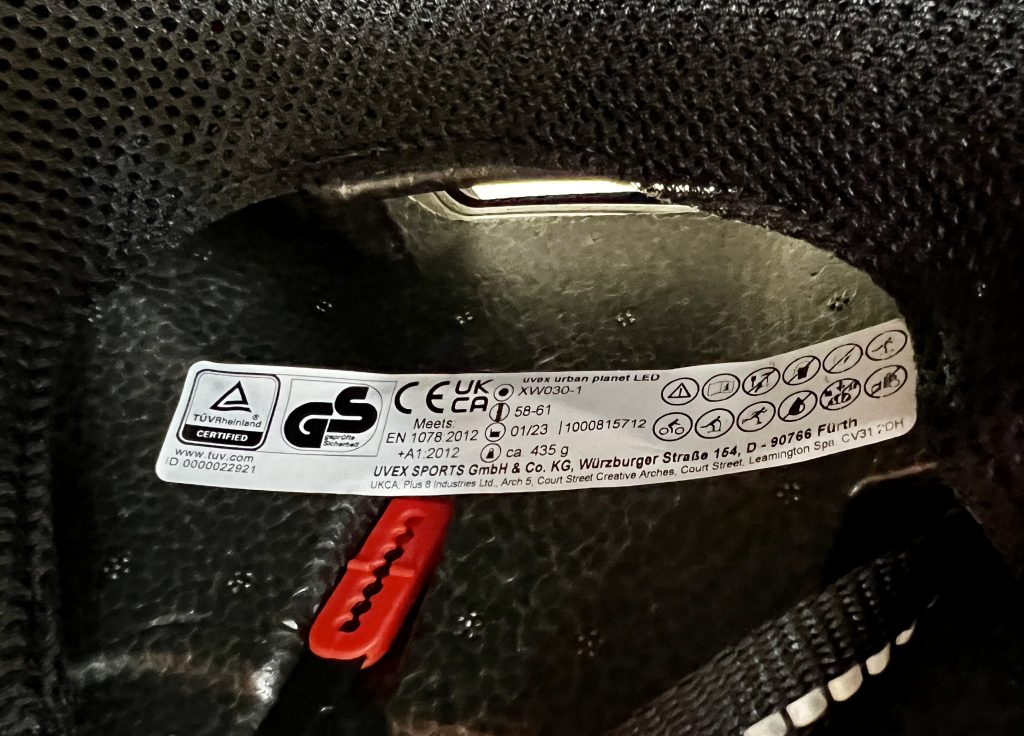 TÜVRheinland ®
CERTIFIED
www.tuv.com
ID 0000022921
GS
geprüfte
Sicherheit
CE UK
CA
Meets:
EN 1078:2012
+A1:2012
uvex urban planet LED
XW030-1
58-61
01/23 |1000815712
ca. 435 g
UVEX SPORTS GmbH & Co. KG, Würzburger Straße 154, D - 90766 Fürth
UKCA: Plus 8 Industries Ltd., Arch 5, Court Street Creative Arches, Court Street, Leamington Spa, CV31